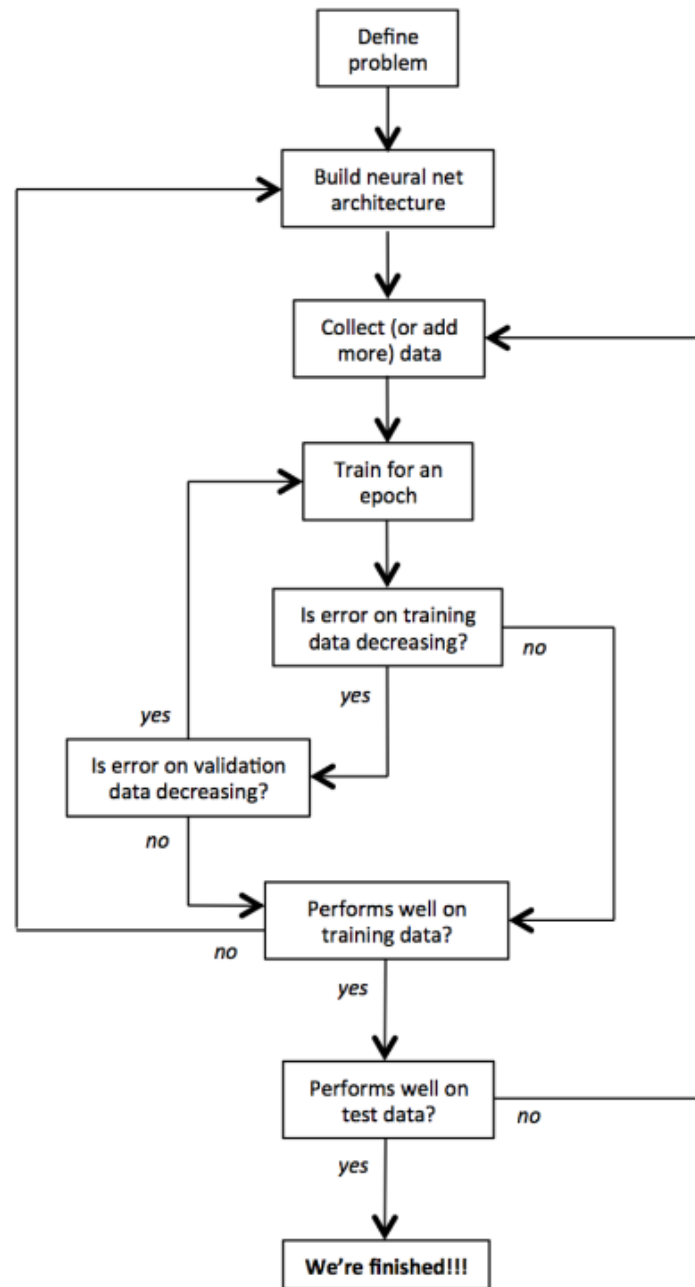 Define
problem
Build neural net
architecture
Collect (or add
more) data
Train for an
epoch
Is error on training
data decreasing?
no
yes
yes
Is error on validation
data decreasing?
no
Performs well on
training data?
no
yes
Performs well on
test data?
no
yes
We're finished!!!